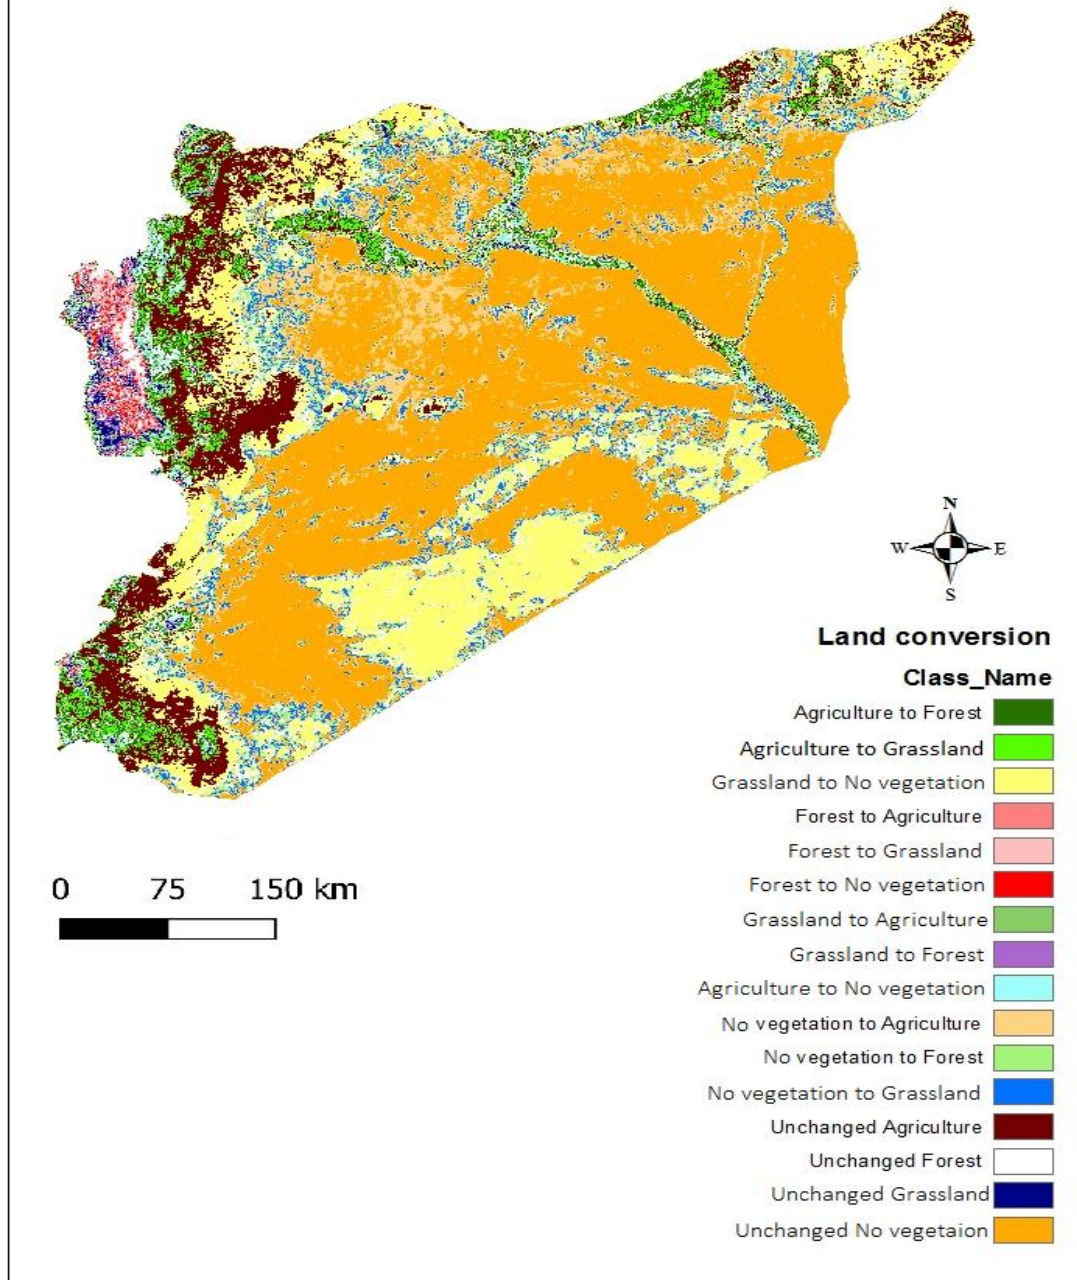 N
W E
S
Land conversion
Class_Name
Agriculture to Forest
Agriculture to Grassland
Grassland to No vegetation
Forest to Agriculture
Forest to Grassland
Forest to No vegetation
Grassland to Agriculture
Grassland to Forest
Agriculture to No vegetation
No vegetation to Agriculture
No vegetation to Forest
No vegetation to Grassland
Unchanged Agriculture
Unchanged Forest
Unchanged Grassland
Unchanged No vegetaion
0 75 150 km